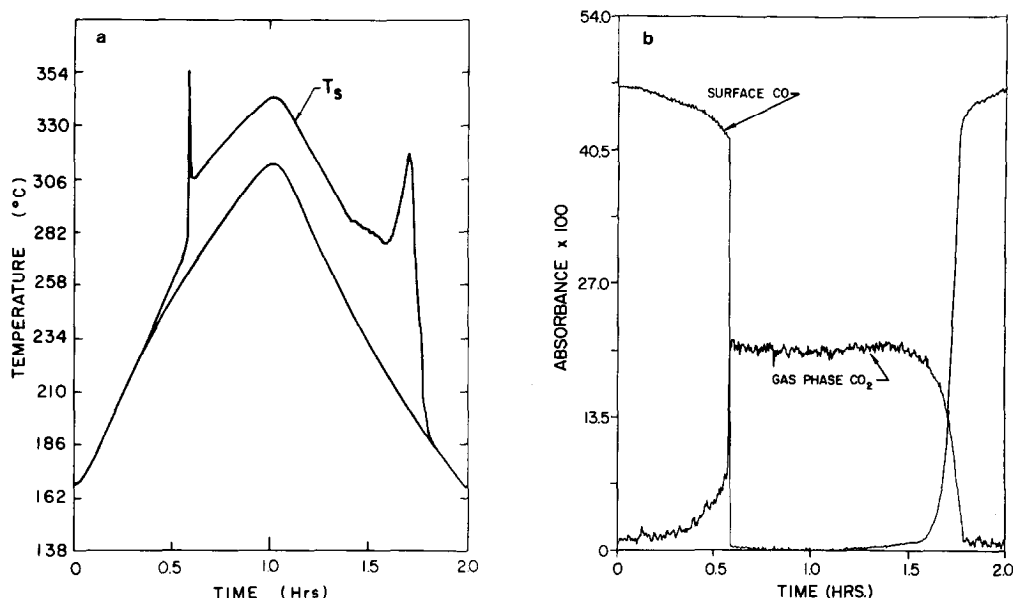 a
TEMPERATURE (°C)
354
330
306
282
258
234
210
186
162
138
Ts
0
0.5
1.0
1.5
2.0
TIME (Hrs)
b
ABSORBANCE x 100
54.0
40.5
27.0
13.5
0
SURFACE CO
GAS PHASE CO₂
0
0.5
1.0
1.5
2.0
TIME (HRS.)